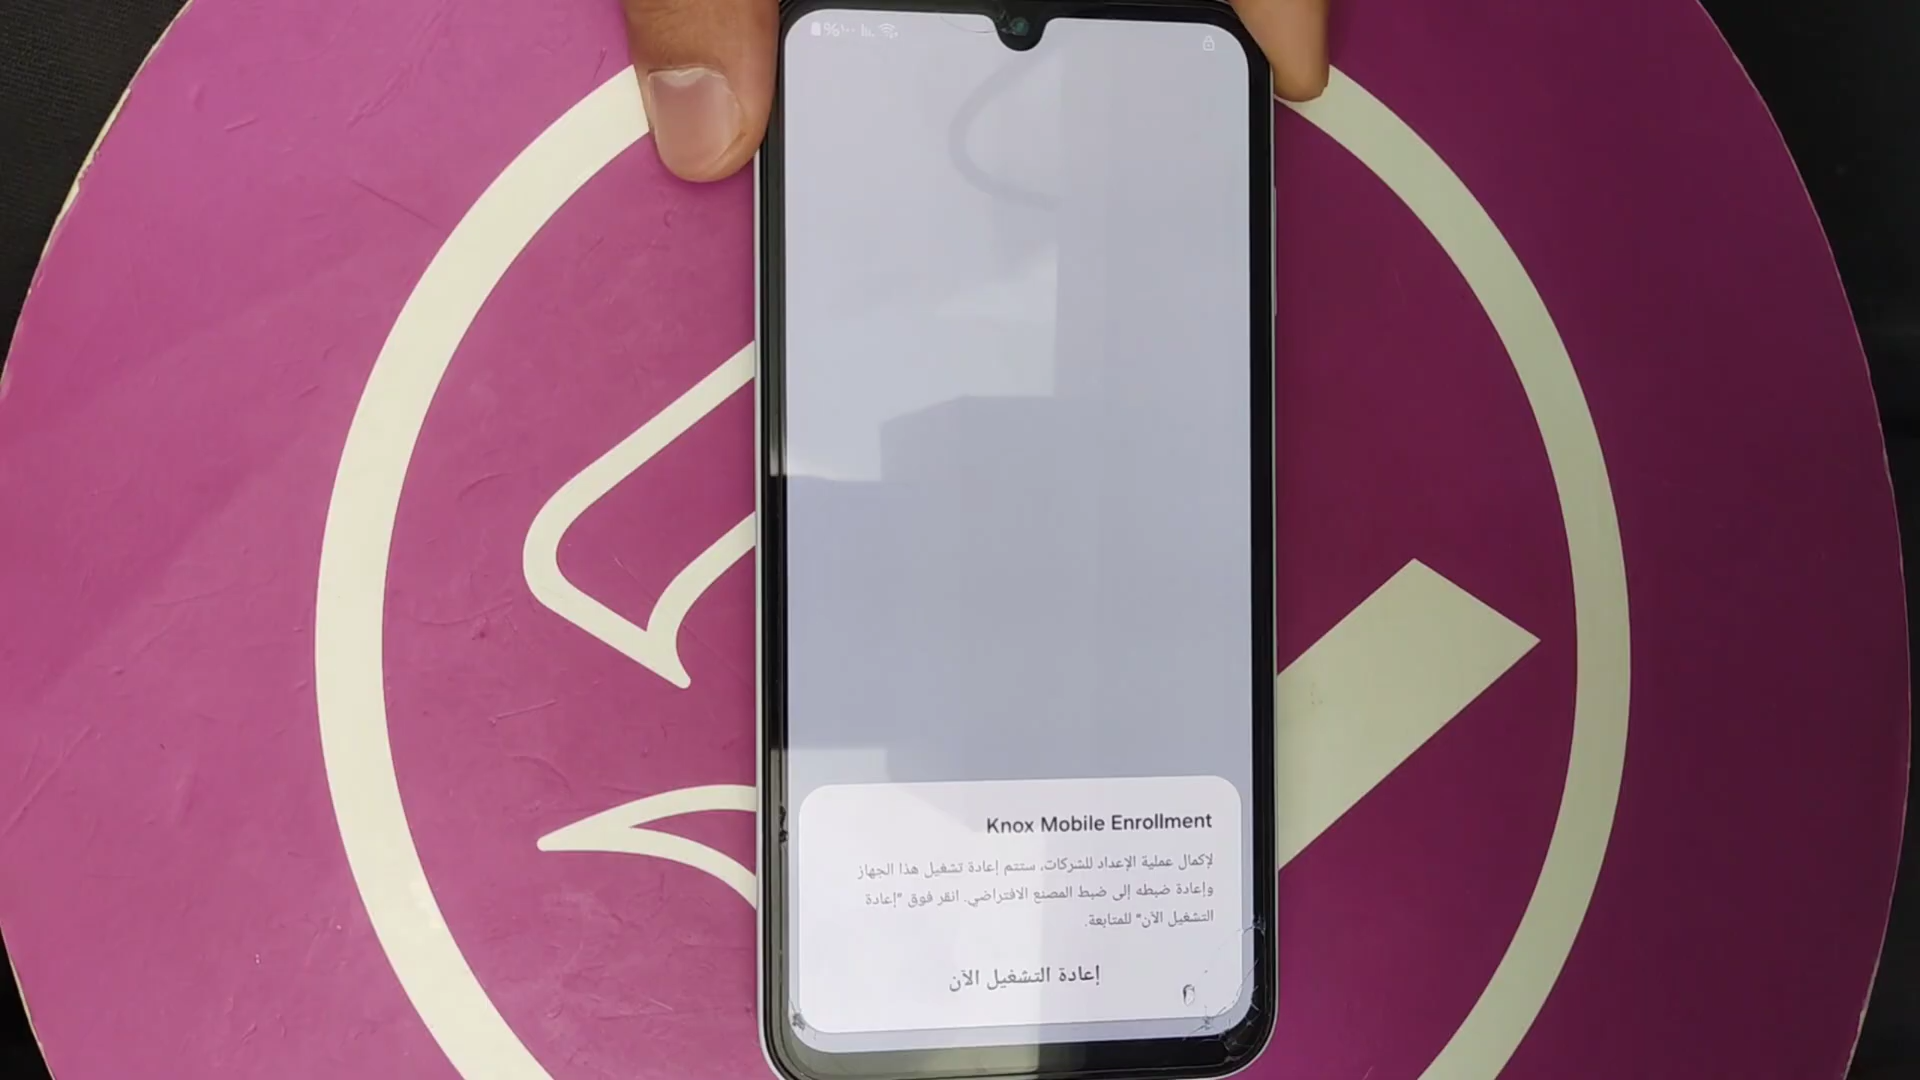 %١٠٠
Knox Mobile Enrollment
لإكمال عملية الإعداد للشركات، ستتم إعادة تشغيل هذا الجهاز
وإعادة ضبطه إلى ضبط المصنع الافتراضي. انقر فوق "إعادة
التشغيل الآن" للمتابعة.
إعادة التشغيل الآن